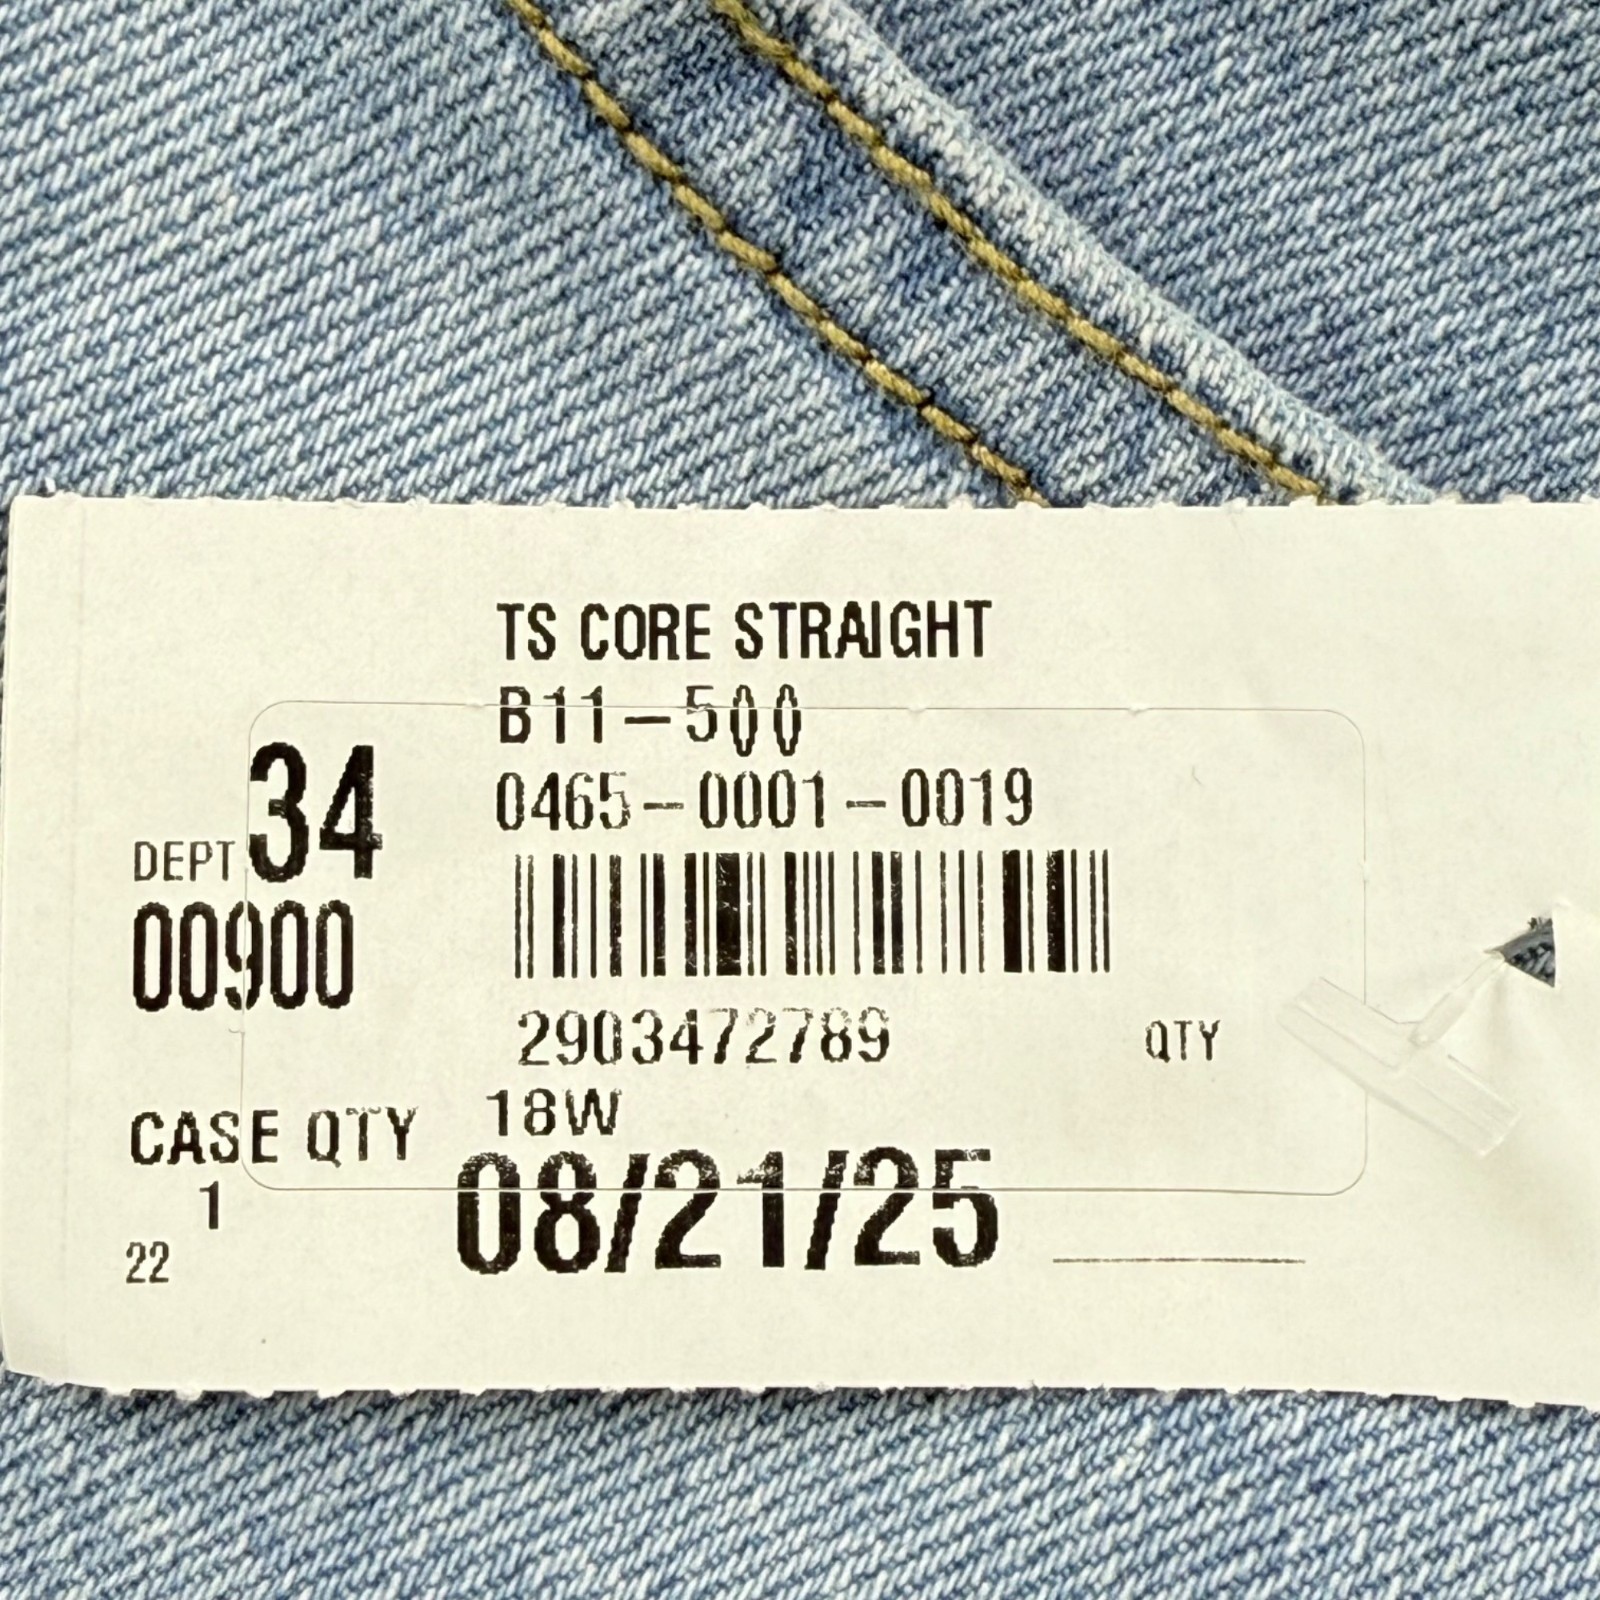 TS CORE STRAIGHT
B11-500
0465-0001-0019
DEPT 34
00900
2903472789
QTY
18W
CASE QTY
1
08/21/25
22